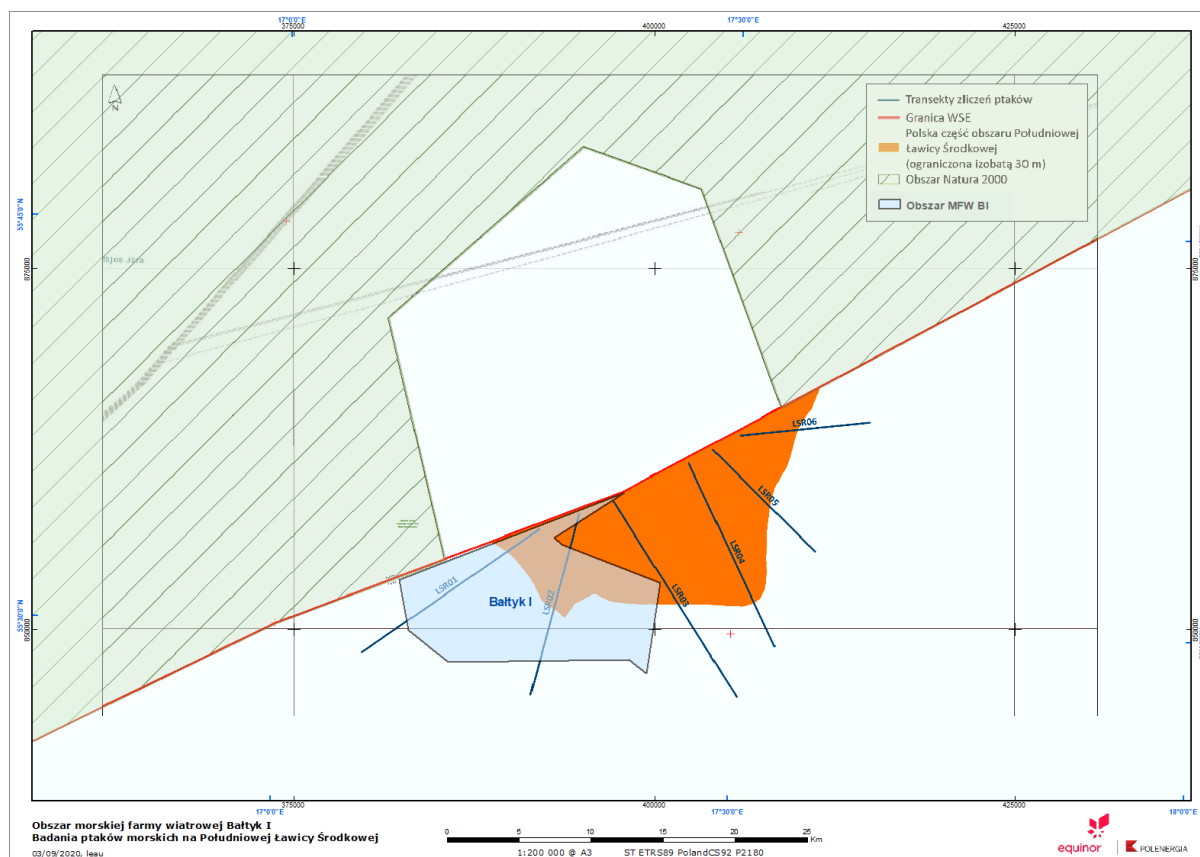 17°0'0"E
17°30'0"E
375000
400000
425000
N
Transekty zliczeń ptaków
Granica WSE
Polska część obszaru Południowej
Ławicy Środkowej
(ograniczona izobatą 30 m)
Obszar Natura 2000
Obszar MFW BI
55°45'0"N
875000
875000
LSR06
LSR05
LSR04
LSR03
LSR02
LSR01
Bałtyk I
55°30'0"N
850000
850000
375000
400000
425000
17°0'0"E
17°30'0"E
18°0'0"E
Obszar morskiej farmy wiatrowej Bałtyk I
Badania ptaków morskich na Południowej Ławicy Środkowej
03/09/2020, leau
0 5 10 15 20 25
Km
1:200 000 @ A3 ST ETRS89 PolandCS92 P2180
equinor
POLENERGIA